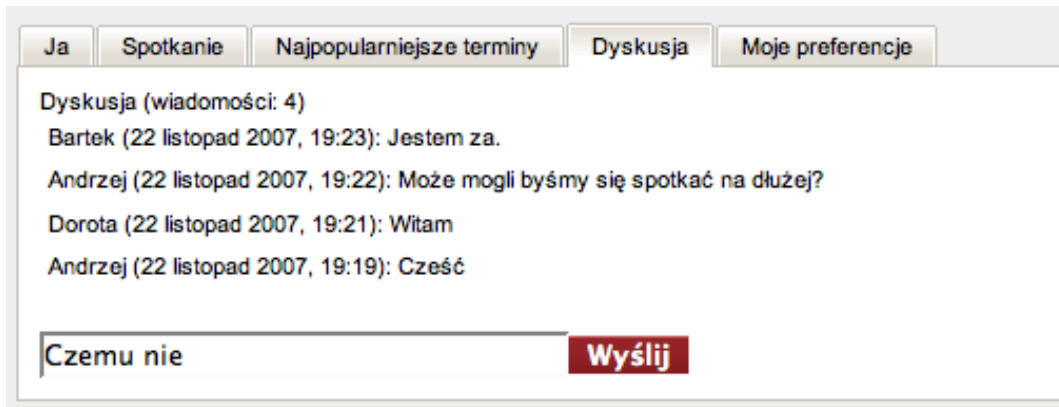 Ja Spotkanie Najpopularniejsze terminy Dyskusja Moje preferencje
Dyskusja (wiadomości: 4)
Bartek (22 listopad 2007, 19:23): Jestem za.
Andrzej (22 listopad 2007, 19:22): Może mogli byśmy się spotkać na dłużej?
Dorota (22 listopad 2007, 19:21): Witam
Andrzej (22 listopad 2007, 19:19): Cześć
Czemu nie Wyślij